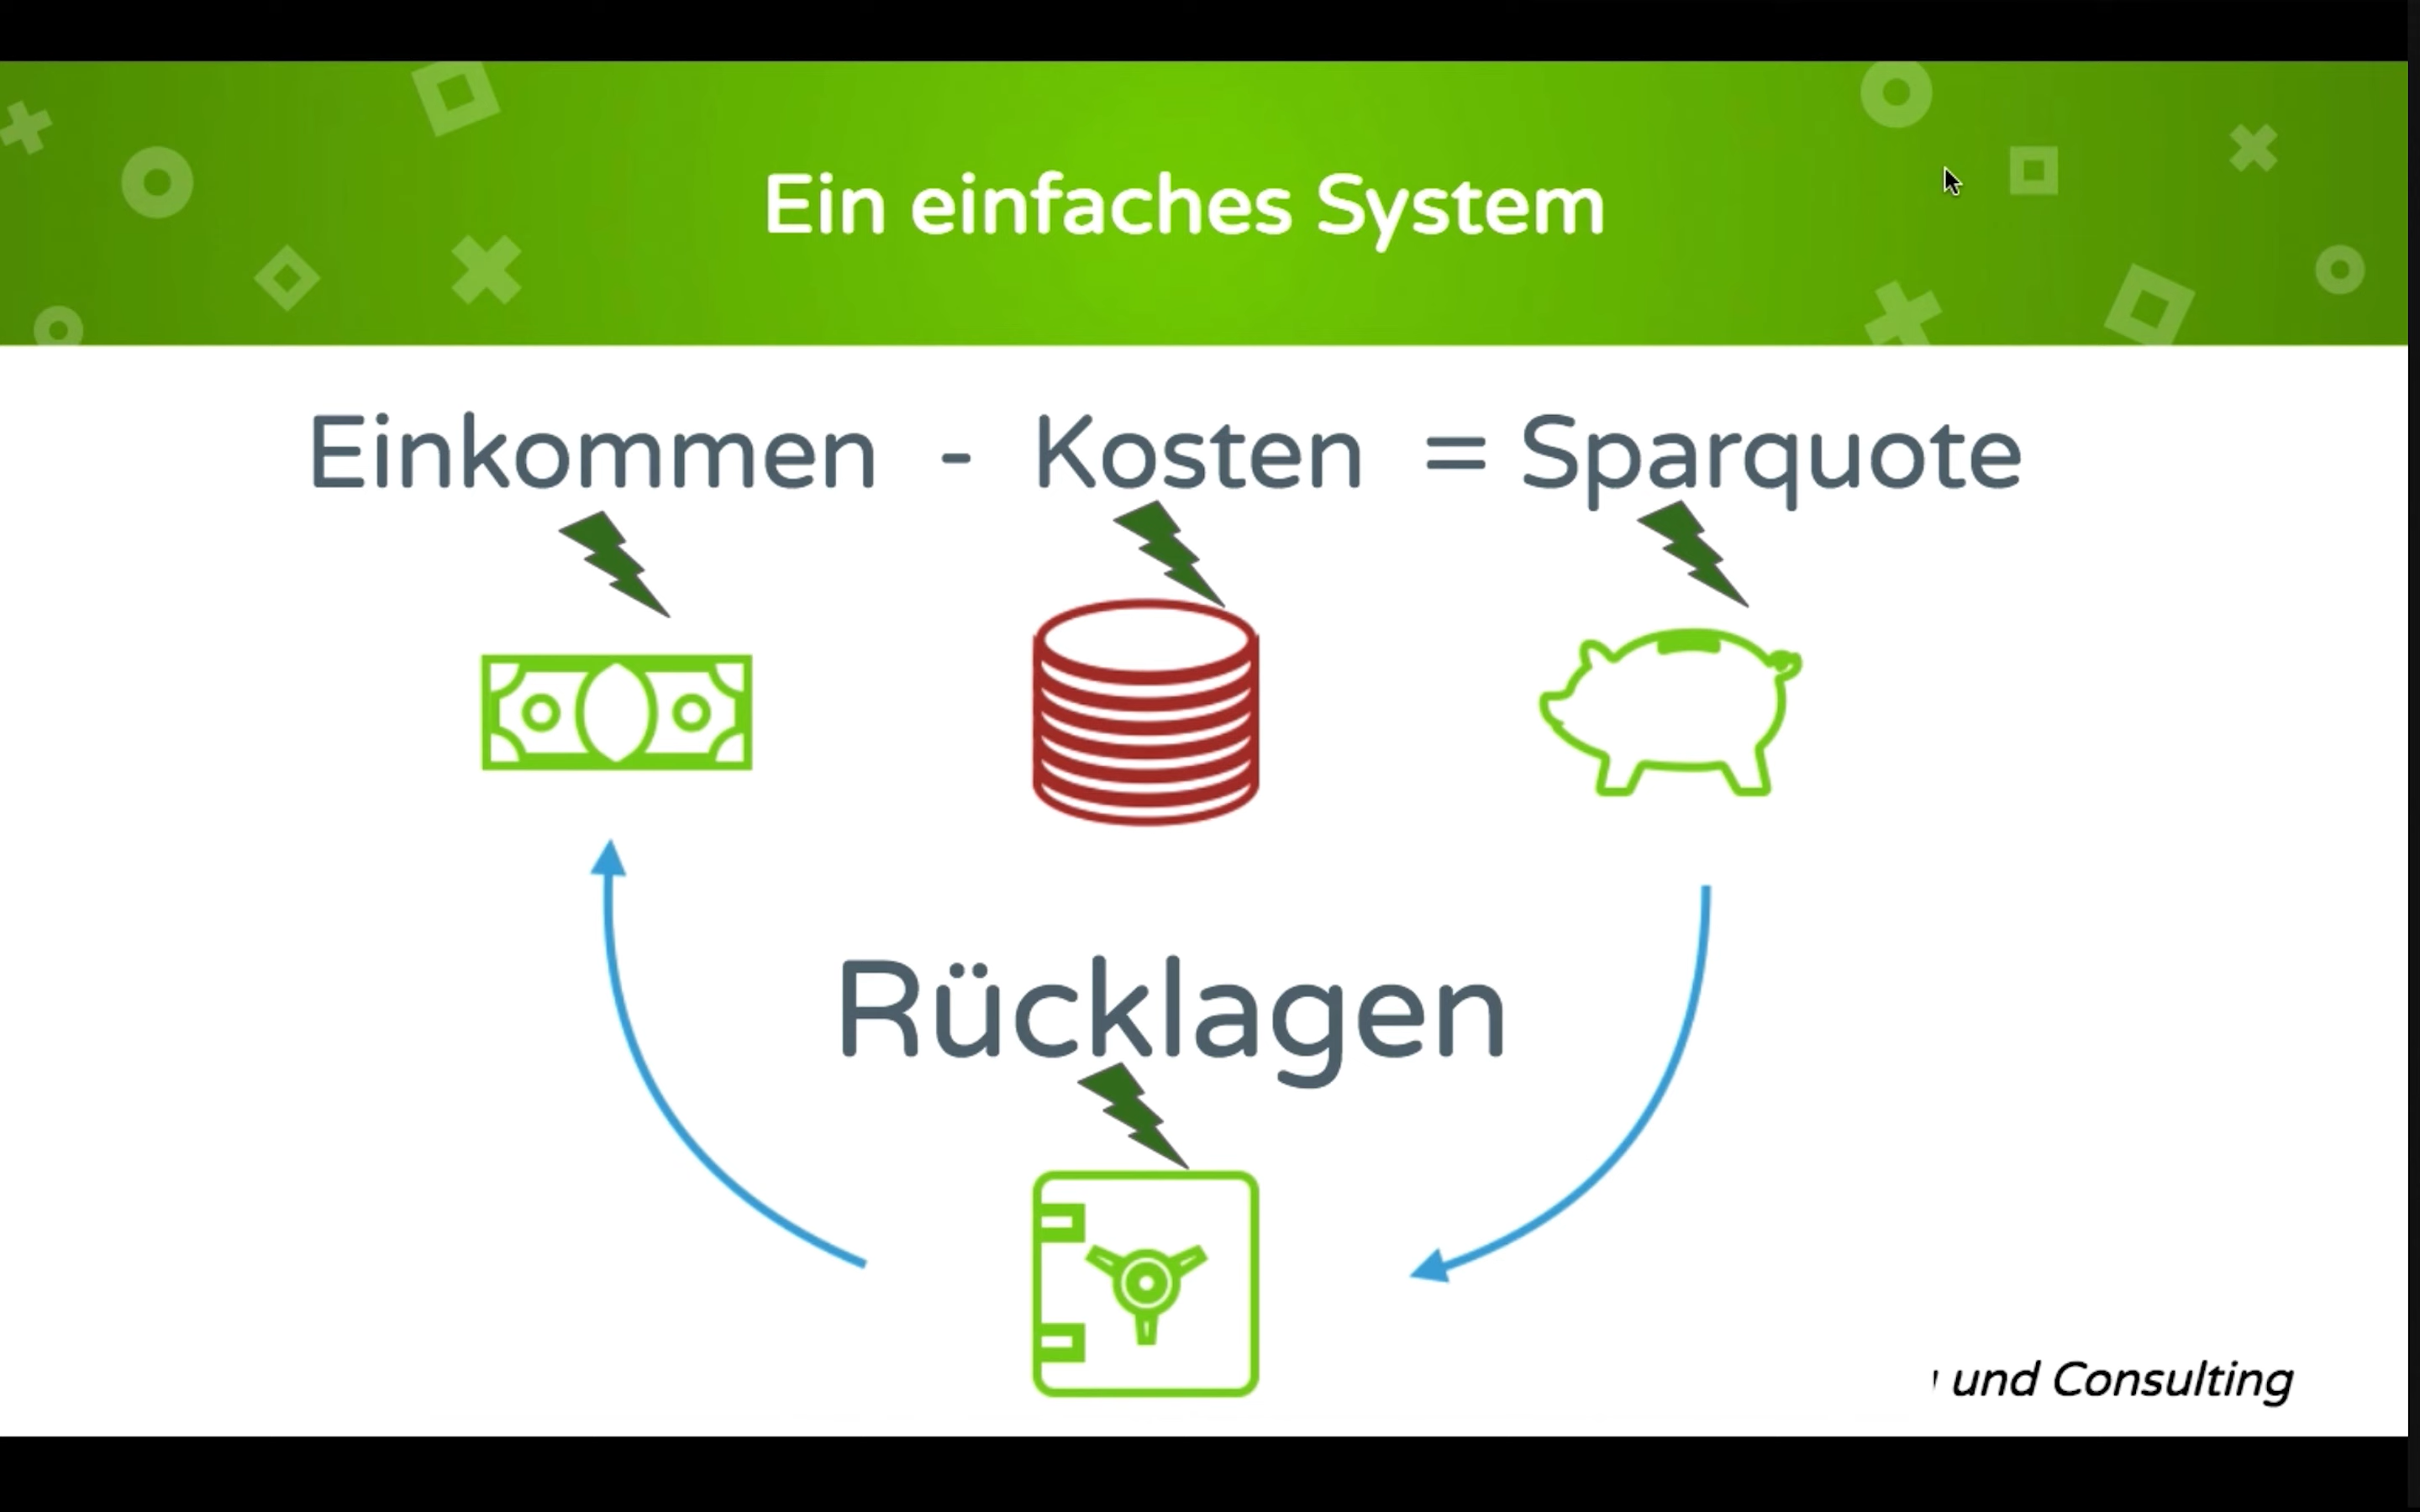 Ein einfaches System
Einkommen - Kosten = Sparquote
Rücklagen
und Consulting